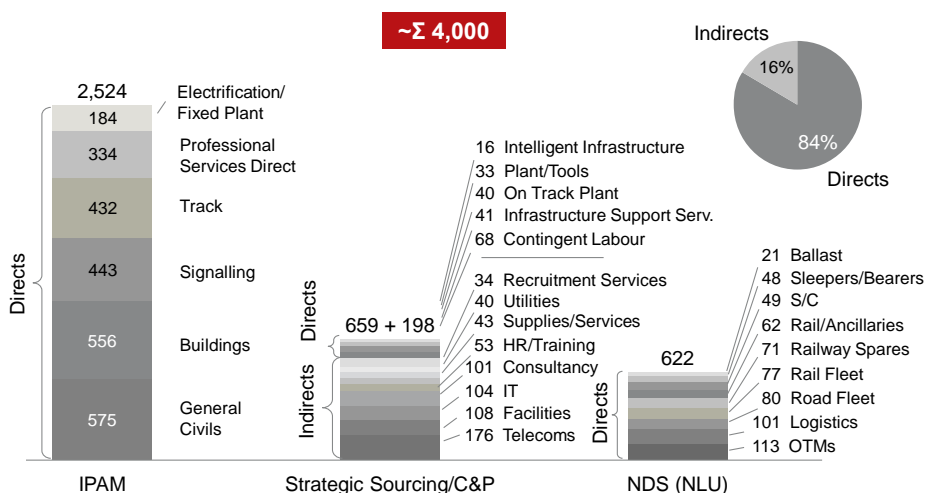 ~Σ 4,000
Indirects
16%
84%
Directs
2,524
184
334
432
443
556
575
Electrification/
Fixed Plant
Professional
Services Direct
Track
Signalling
Buildings
General
Civils
Directs
IPAM
16 Intelligent Infrastructure
33 Plant/Tools
40 On Track Plant
41 Infrastructure Support Serv.
68 Contingent Labour
34 Recruitment Services
40 Utilities
43 Supplies/Services
53 HR/Training
101 Consultancy
104 IT
108 Facilities
176 Telecoms
659 + 198
Directs
Indirects
Strategic Sourcing/C&P
21 Ballast
48 Sleepers/Bearers
49 S/C
62 Rail/Ancillaries
71 Railway Spares
77 Rail Fleet
80 Road Fleet
101 Logistics
113 OTMs
622
Directs
NDS (NLU)